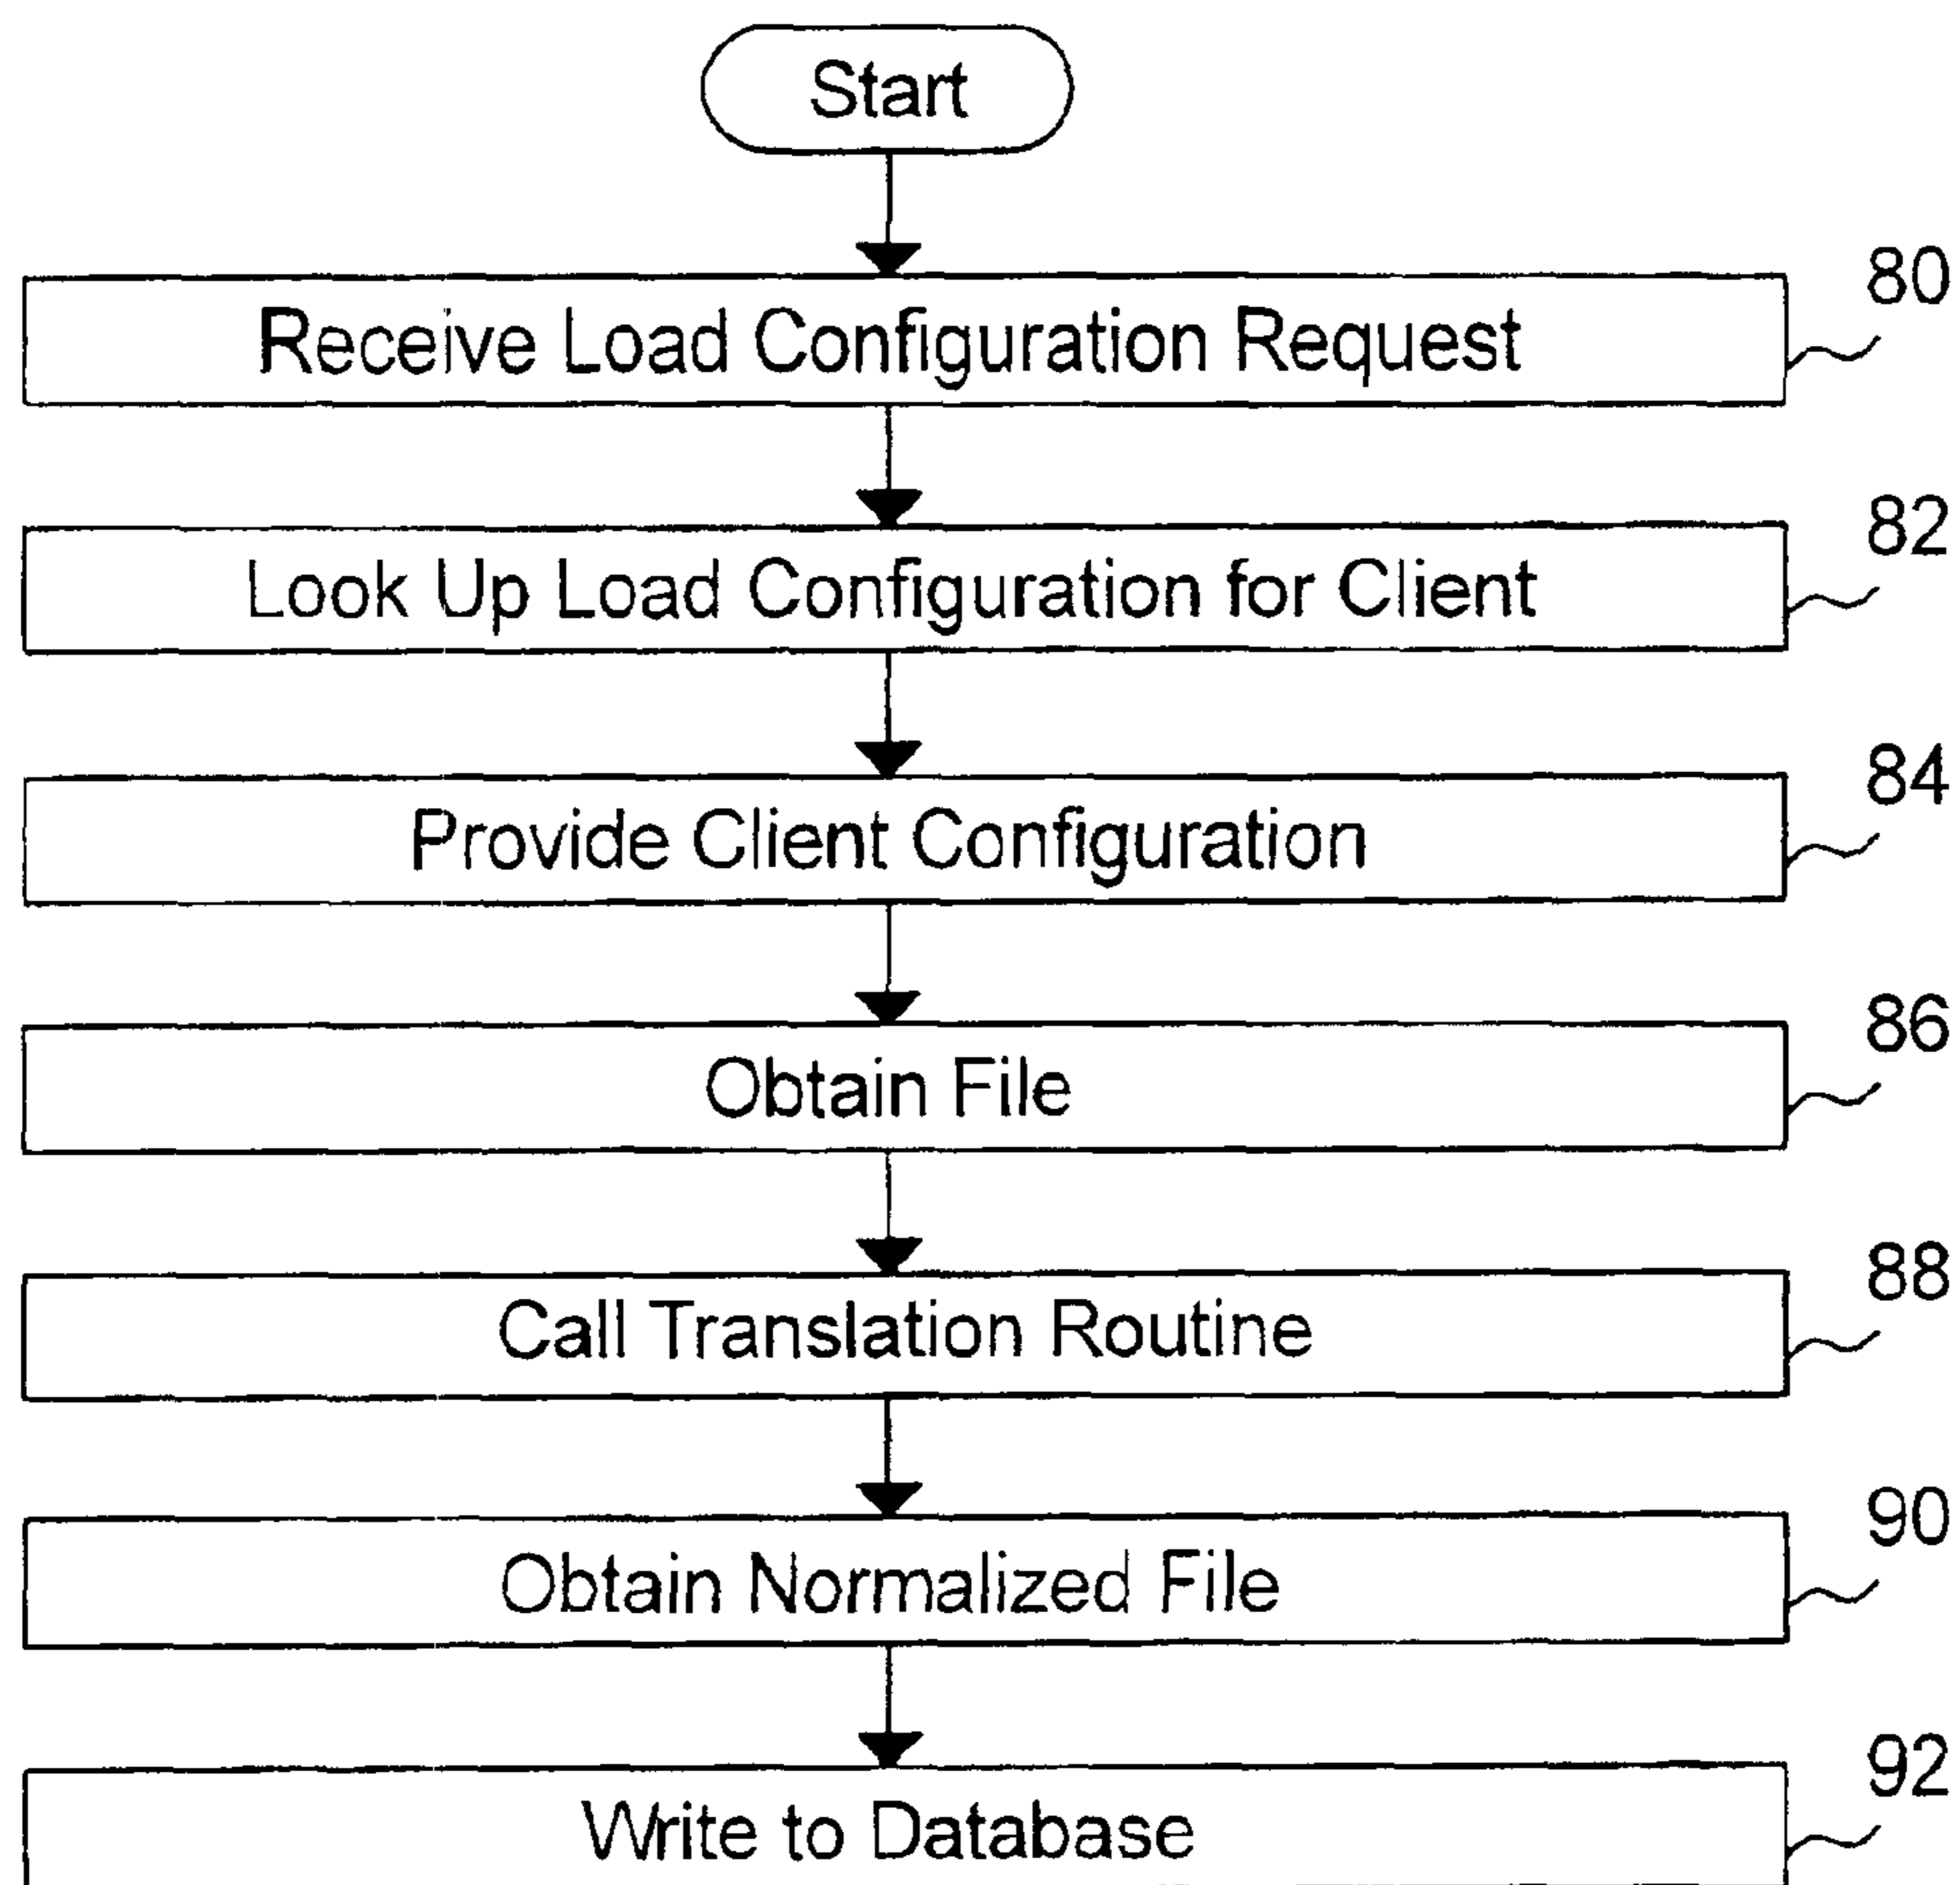 Start
80
Receive Load Configuration Request
82
Look Up Load Configuration for Client
84
Provide Client Configuration
86
Obtain File
88
Call Translation Routine
90
Obtain Normalized File
92
Write to Database